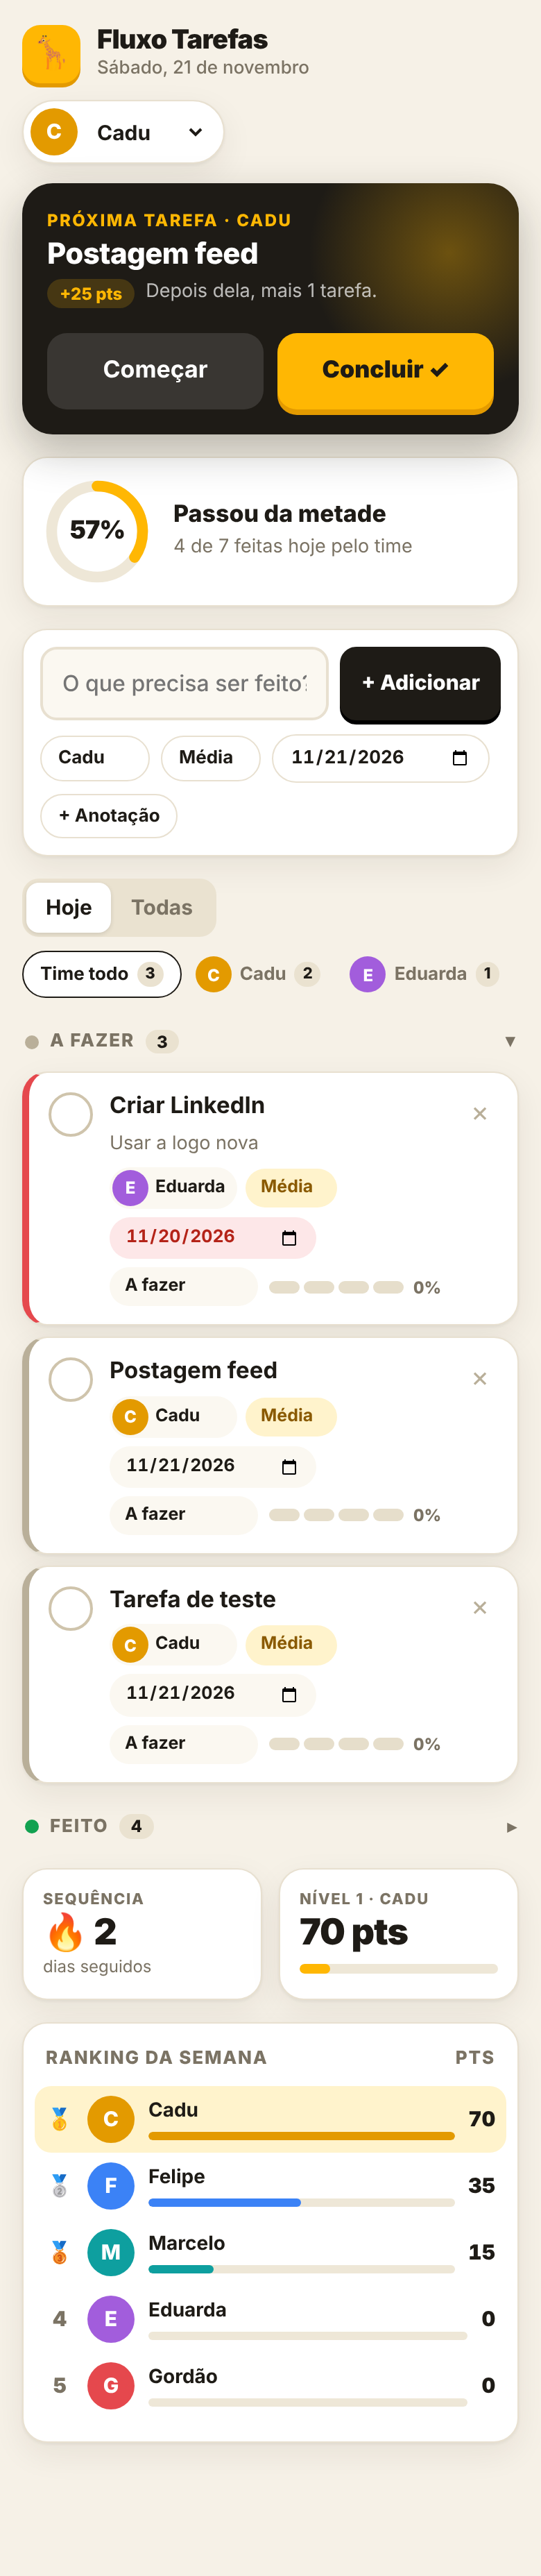 Fluxo Tarefas
Sábado, 21 de novembro
C Cadu
PRÓXIMA TAREFA · CADU
Postagem feed
+25 pts Depois dela, mais 1 tarefa.
Começar Concluir ✓
57%
Passou da metade
4 de 7 feitas hoje pelo time
O que precisa ser feito? + Adicionar
Cadu Média 11/21/2026
+ Anotação
Hoje Todas
Time todo 3 C Cadu 2 E Eduarda 1
A FAZER 3 ▼
Criar LinkedIn ✕
Usar a logo nova
E Eduarda Média
11/20/2026
A fazer 0%
Postagem feed ✕
C Cadu Média
11/21/2026
A fazer 0%
Tarefa de teste ✕
C Cadu Média
11/21/2026
A fazer 0%
FEITO 4 ▸
SEQUÊNCIA
🔥 2
dias seguidos
NÍVEL 1 · CADU
70 pts
RANKING DA SEMANA PTS
🥇 C Cadu 70
🥈 F Felipe 35
🥉 M Marcelo 15
4 E Eduarda 0
5 G Gordão 0